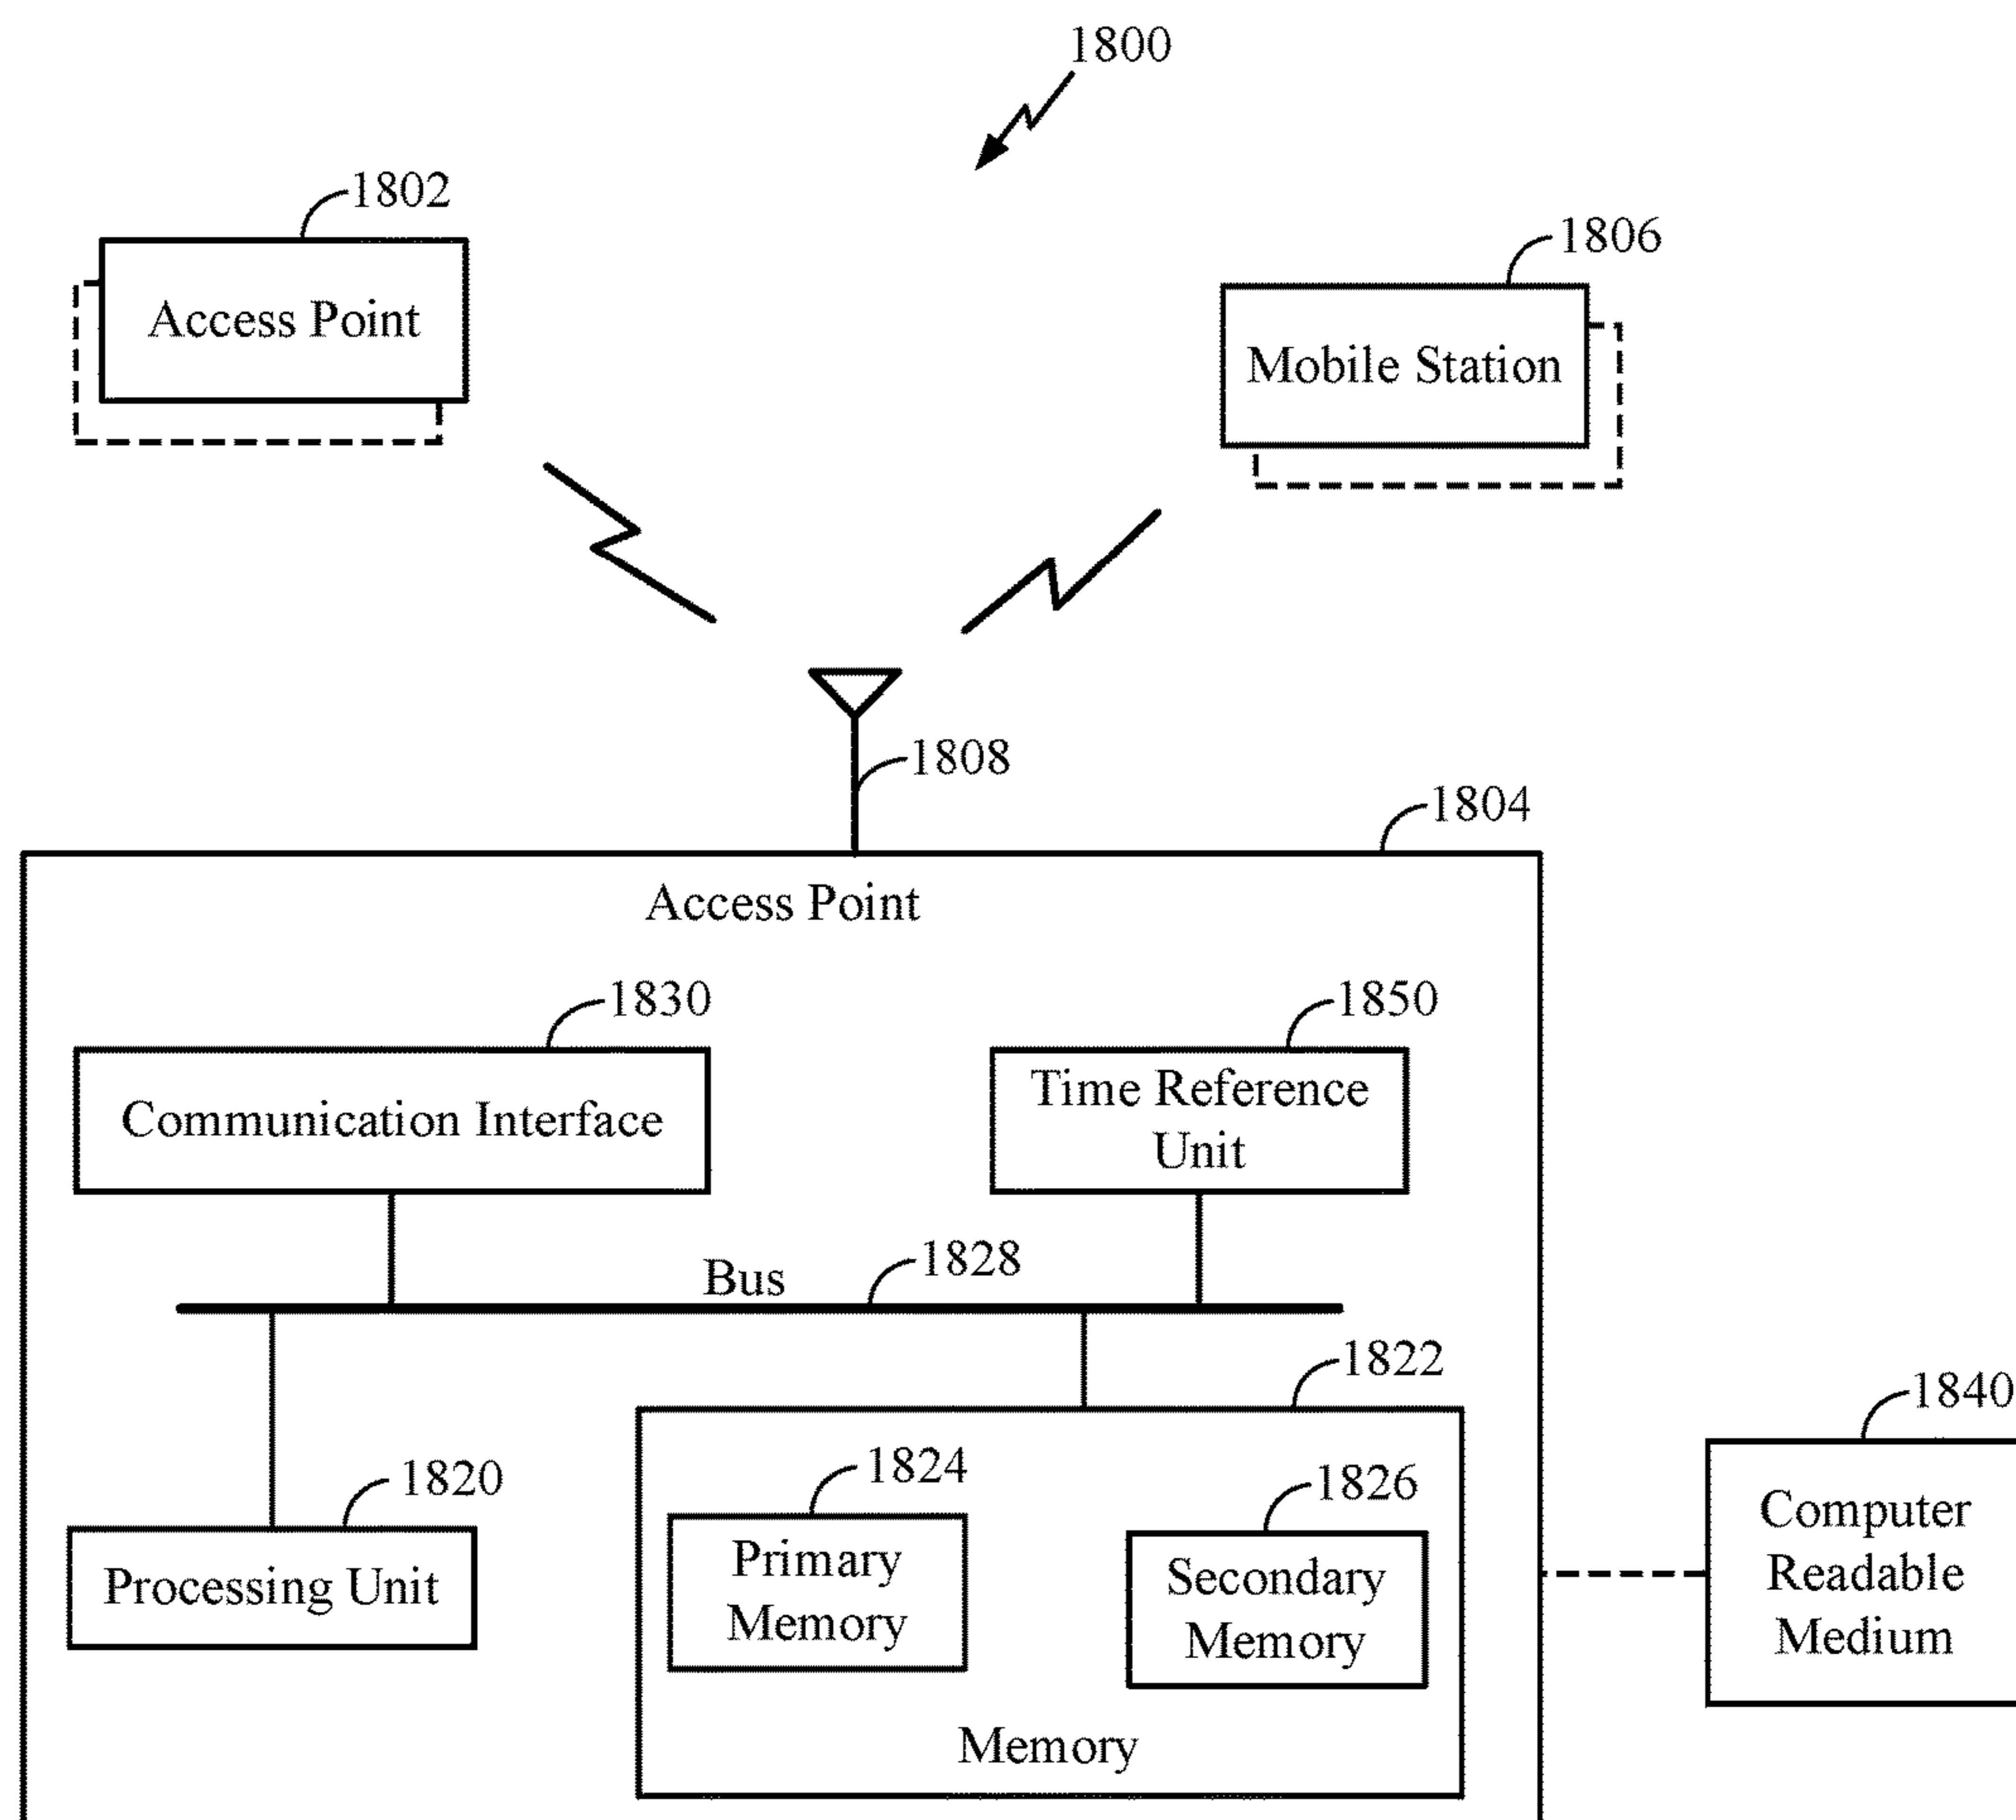 1800
1802
Access Point
1806
Mobile Station
1808
1804
Access Point
1830
Communication Interface
1850
Time Reference
Unit
Bus
1828
1822
1820
Processing Unit
1824
Primary
Memory
1826
Secondary
Memory
Memory
1840
Computer
Readable
Medium